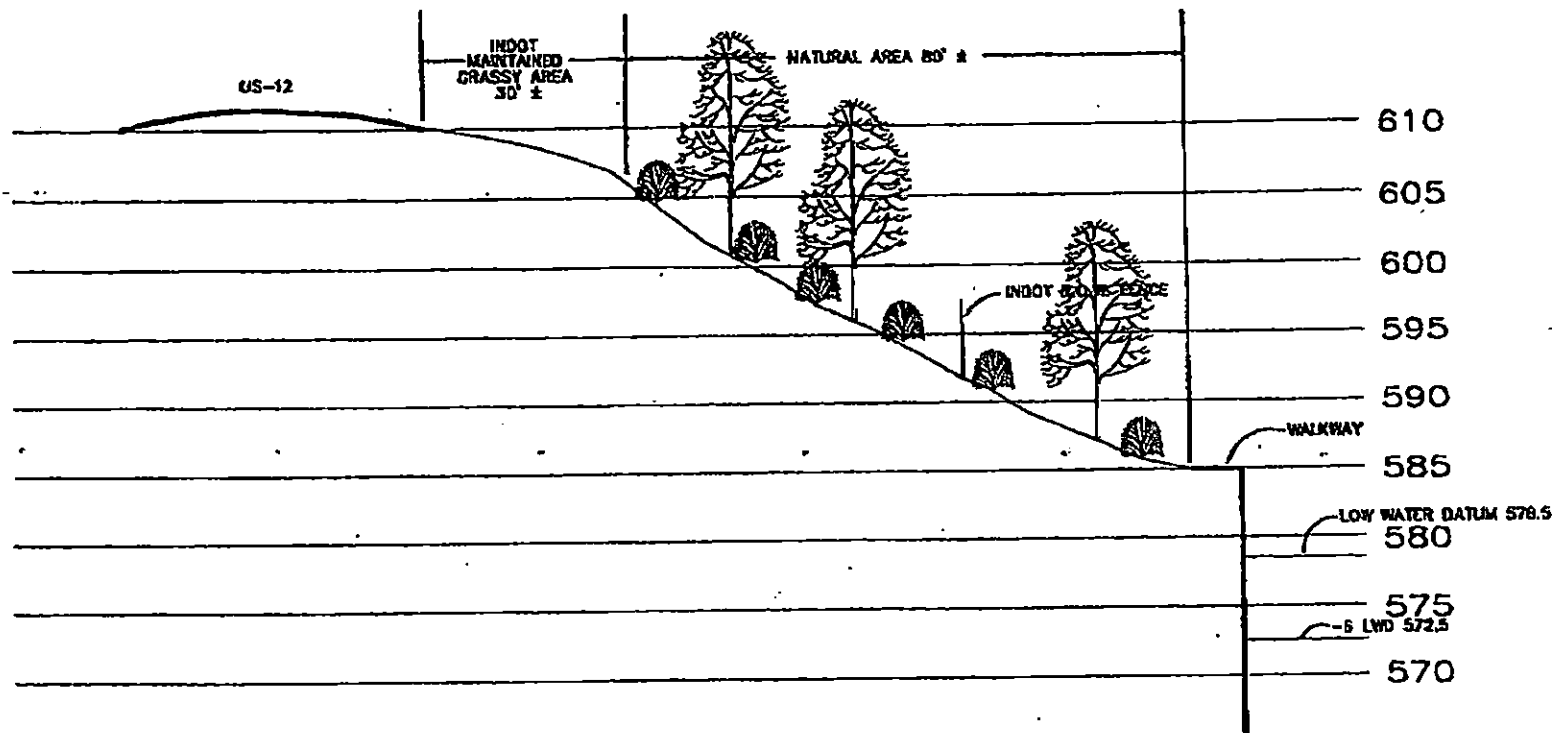 INDOT
MAINTAINED
GRASSY AREA
30' ±
NATURAL AREA 80' ±
US-12
610
605
600
INDOT R.O.W. FENCE
595
590
WALKWAY
585
LOW WATER DATUM 578.5
580
575
-6 LWD 572.5
570